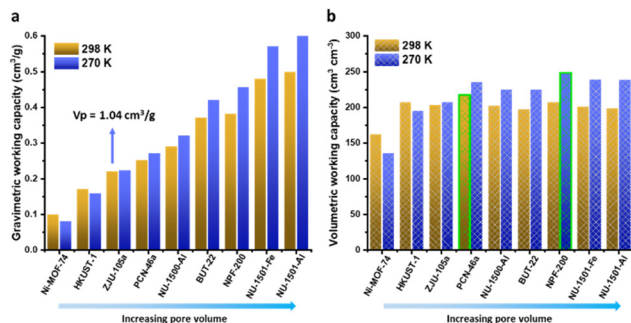 a
Gravimetric working capacity (cm³/g)
0.6
0.5
0.4
0.3
0.2
0.1
0.0
298 K
270 K
Vp = 1.04 cm³/g
Ni-MOF-74
HKUST-1
ZJU-105a
PCN-46a
NU-1500-Al
BUT-22
NPF-200
NU-1501-Fe
NU-1501-Al
Increasing pore volume
b
Volumetric working capacity (cm³ cm⁻³)
300
250
200
150
100
50
0
298 K
270 K
Ni-MOF-74
HKUST-1
ZJU-105a
PCN-46a
NU-1500-Al
BUT-22
NPF-200
NU-1501-Fe
NU-1501-Al
Increasing pore volume